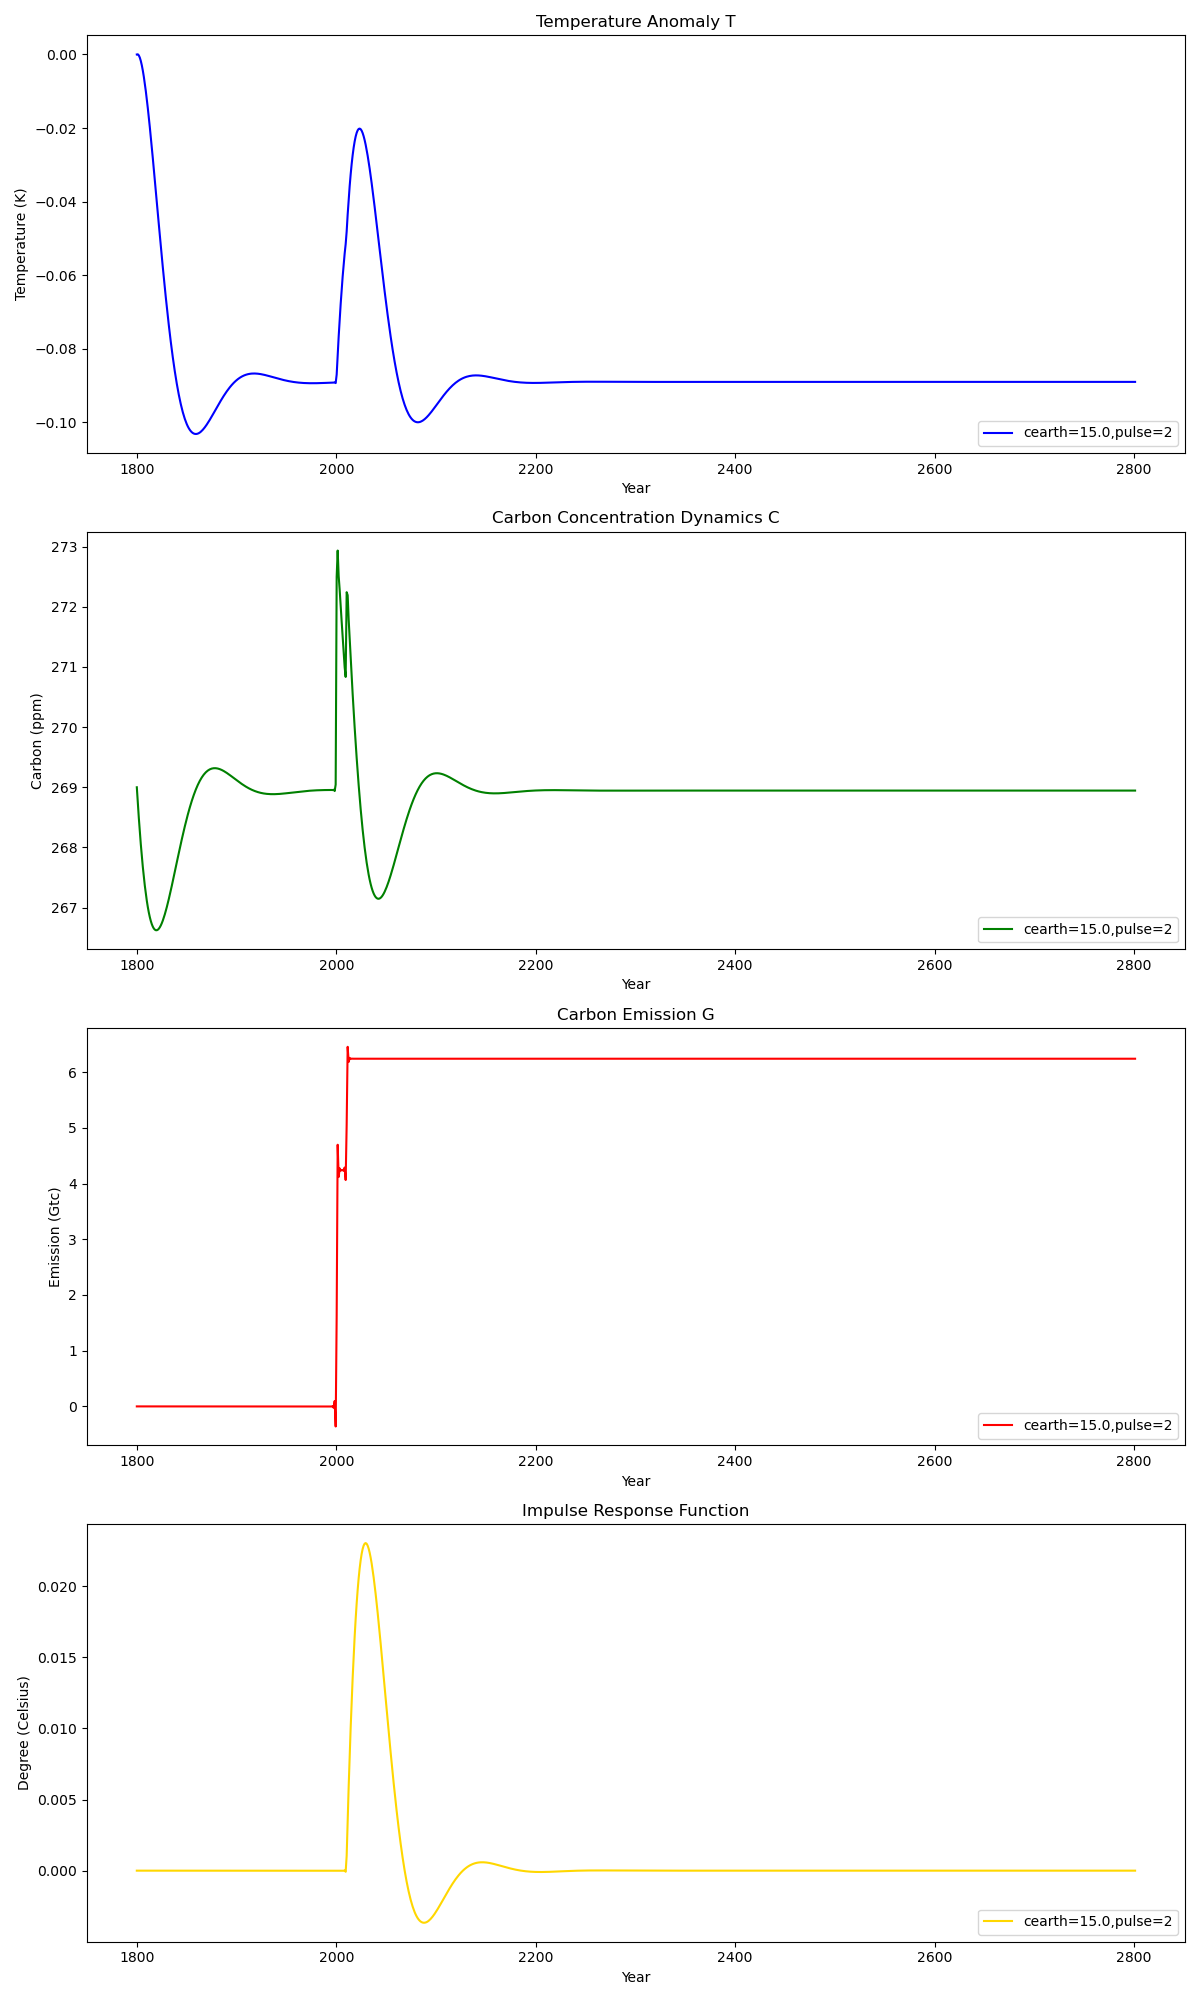 Temperature Anomaly T
0.00
−0.02
−0.04
−0.06
−0.08
−0.10
Temperature (K)
cearth=15.0,pulse=2
1800 2000 2200 2400 2600 2800
Year
Carbon Concentration Dynamics C
273
272
271
270
269
268
267
Carbon (ppm)
cearth=15.0,pulse=2
1800 2000 2200 2400 2600 2800
Year
Carbon Emission G
6
5
4
3
2
1
0
Emission (Gtc)
cearth=15.0,pulse=2
1800 2000 2200 2400 2600 2800
Year
Impulse Response Function
0.020
0.015
0.010
0.005
0.000
Degree (Celsius)
cearth=15.0,pulse=2
1800 2000 2200 2400 2600 2800
Year